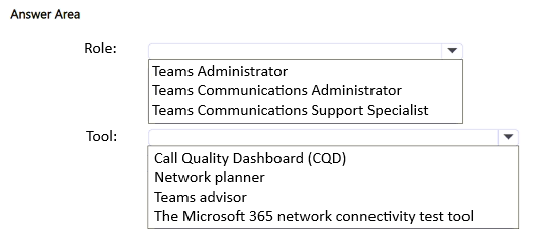 Answer Area
Role:
Teams Administrator
Teams Communications Administrator
Teams Communications Support Specialist
Tool:
Call Quality Dashboard (CQD)
Network planner
Teams advisor
The Microsoft 365 network connectivity test tool